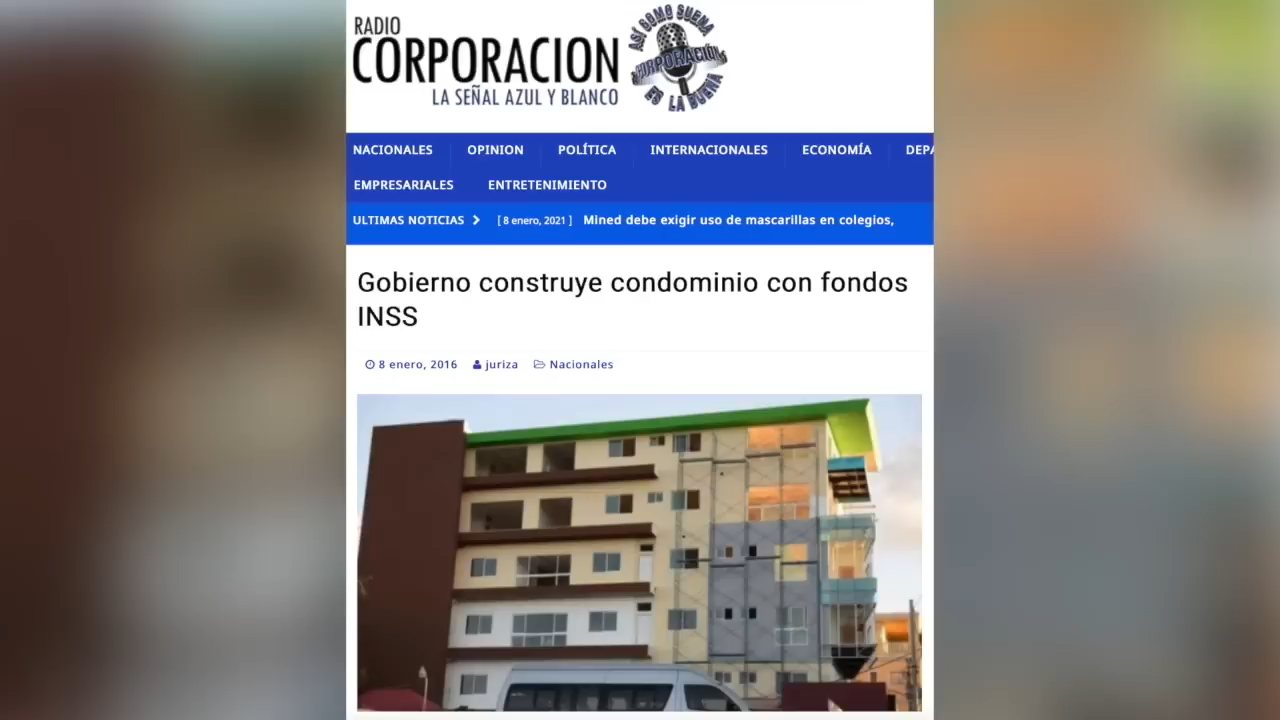 RADIO
CORPORACION
LA SEÑAL AZUL Y BLANCO
ASÍ COMO SUENA
CORPORACIÓN
ES LA BUENA
NACIONALES OPINION POLÍTICA INTERNACIONALES ECONOMÍA DEPA
EMPRESARIALES ENTRETENIMIENTO
ULTIMAS NOTICIAS [ 8 enero, 2021 ] Mined debe exigir uso de mascarillas en colegios,
Gobierno construye condominio con fondos
INSS
8 enero, 2016 juriza Nacionales